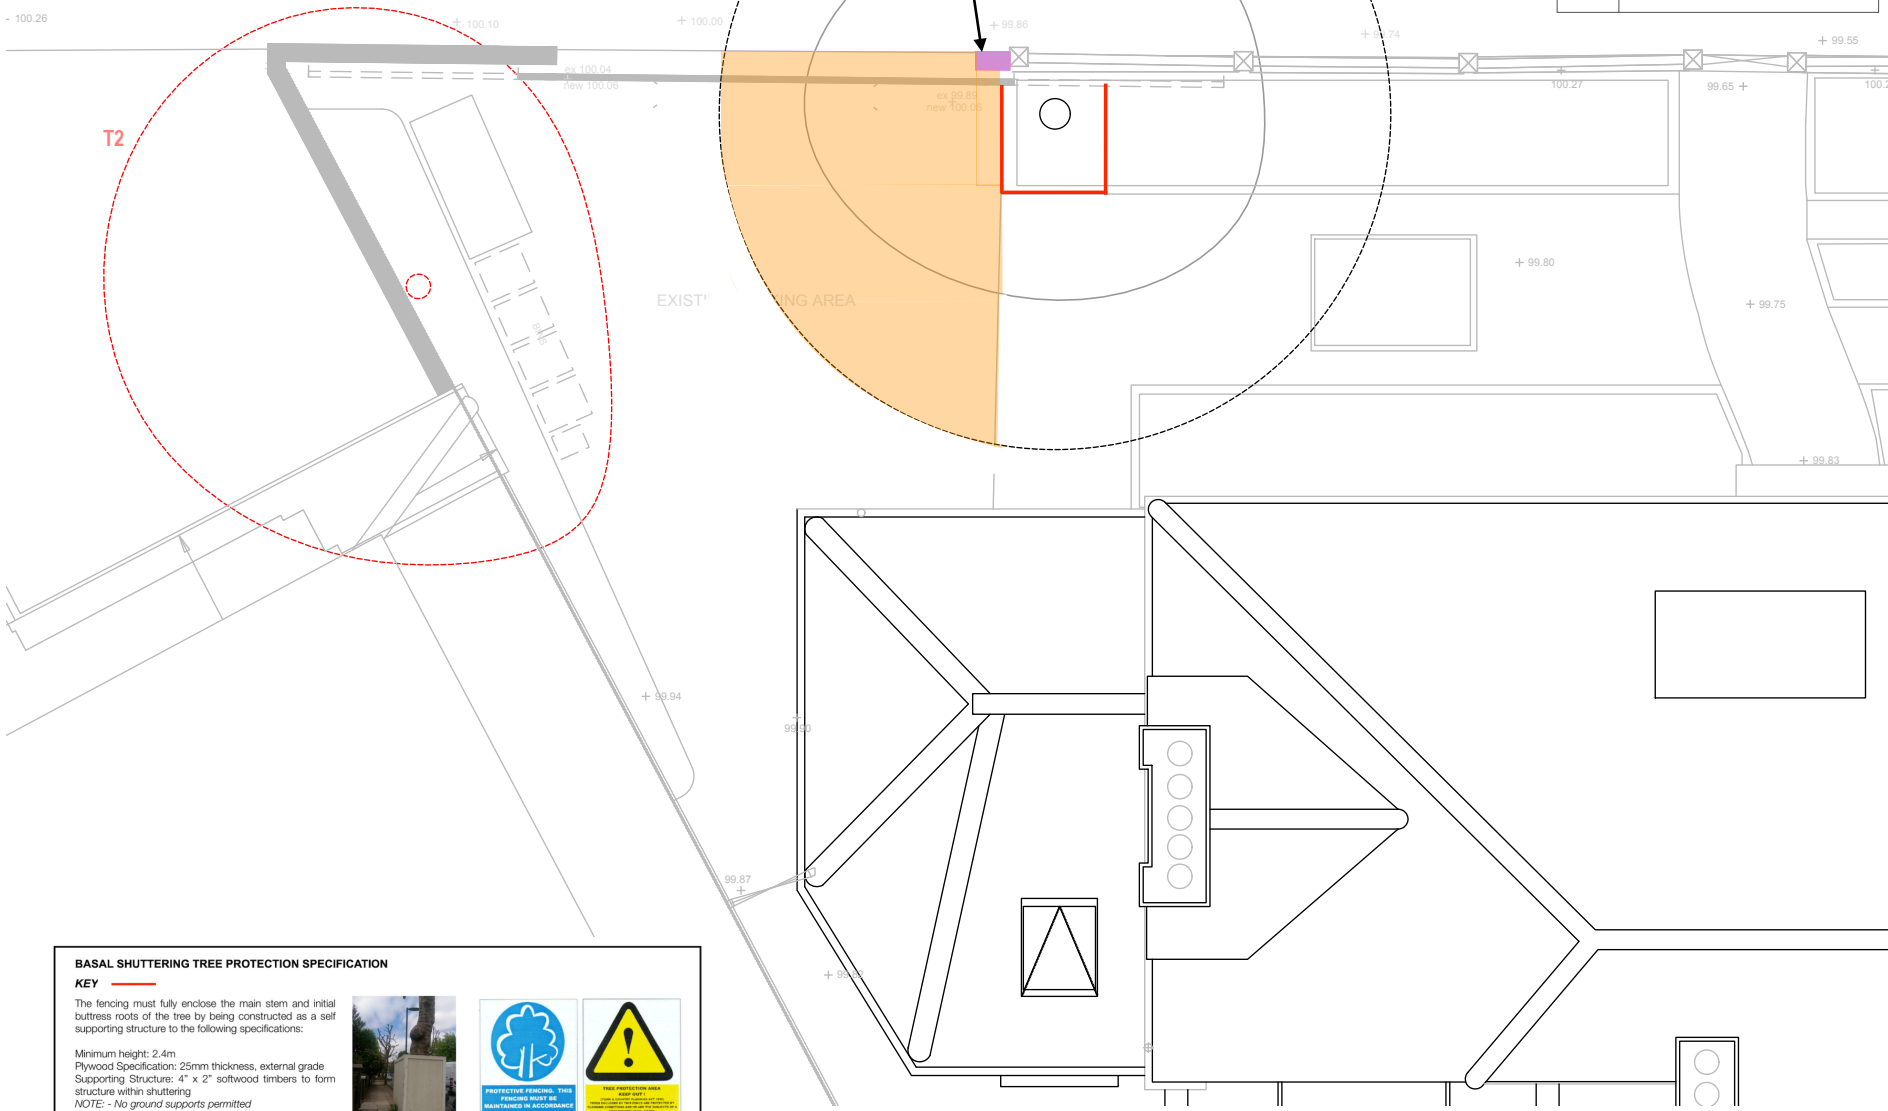 100.26
+ 100.10
+ 100.00
+ 99.86
+ 99.74
+ 99.55
ex 100.04
new 100.06
ex 99.89
new 100.06
100.27
99.65 +
T2
EXIST' KING AREA
+ 99.80
+ 99.75
+ 99.83
+ 99.94
99.90
99.87
+ 99.82
BASAL SHUTTERING TREE PROTECTION SPECIFICATION
KEY
The fencing must fully enclose the main stem and initial
buttress roots of the tree by being constructed as a self
supporting structure to the following specifications:
Minimum height: 2.4m
Plywood Specification: 25mm thickness, external grade
Supporting Structure: 4" x 2" softwood timbers to form
structure within shuttering
NOTE: - No ground supports permitted
PROTECTIVE FENCING. THIS
FENCING MUST BE
MAINTAINED IN ACCORDANCE
TREE PROTECTION AREA
KEEP OUT !